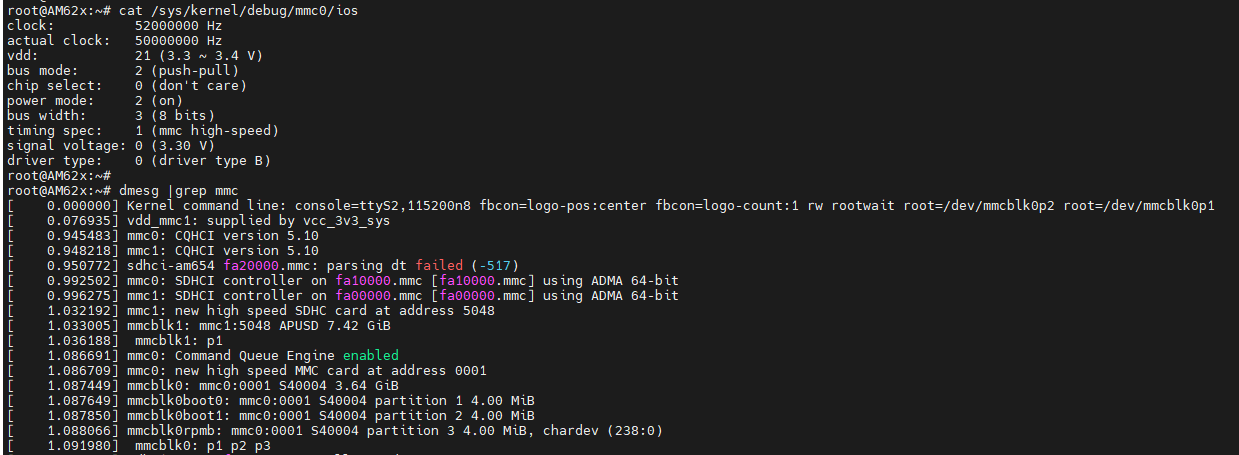 root@AM62x:~# cat /sys/kernel/debug/mmc0/ios
clock:          52000000 Hz
actual clock:   50000000 Hz
vdd:            21 (3.3 ~ 3.4 V)
bus mode:       2 (push-pull)
chip select:    0 (don't care)
power mode:     2 (on)
bus width:      3 (8 bits)
timing spec:    1 (mmc high-speed)
signal voltage: 0 (3.30 V)
driver type:    0 (driver type B)
root@AM62x:~#
root@AM62x:~# dmesg |grep mmc
[    0.000000] Kernel command line: console=ttyS2,115200n8 fbcon=logo-pos:center fbcon=logo-count:1 rw rootwait root=/dev/mmcblk0p2 root=/dev/mmcblk0p1
[    0.076935] vdd_mmc1: supplied by vcc_3v3_sys
[    0.945483] mmc0: CQHCI version 5.10
[    0.948218] mmc1: CQHCI version 5.10
[    0.950772] sdhci-am654 fa20000.mmc: parsing dt failed (-517)
[    0.992502] mmc0: SDHCI controller on fa10000.mmc [fa10000.mmc] using ADMA 64-bit
[    0.996275] mmc1: SDHCI controller on fa00000.mmc [fa00000.mmc] using ADMA 64-bit
[    1.032192] mmc1: new high speed SDHC card at address 5048
[    1.033005] mmcblk1: mmc1:5048 APUSD 7.42 GiB
[    1.036188]  mmcblk1: p1
[    1.086691] mmc0: Command Queue Engine enabled
[    1.086709] mmc0: new high speed MMC card at address 0001
[    1.087449] mmcblk0: mmc0:0001 S40004 3.64 GiB
[    1.087649] mmcblk0boot0: mmc0:0001 S40004 partition 1 4.00 MiB
[    1.087850] mmcblk0boot1: mmc0:0001 S40004 partition 2 4.00 MiB
[    1.088066] mmcblk0rpmb: mmc0:0001 S40004 partition 3 4.00 MiB, chardev (238:0)
[    1.091980]  mmcblk0: p1 p2 p3